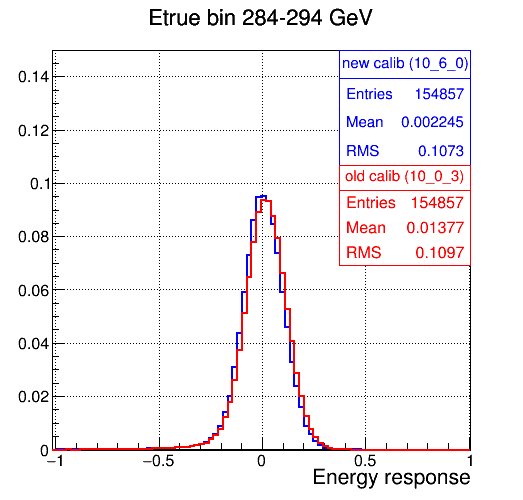 Etrue bin 284-294 GeV
new calib (10_6_0)
Entries 154857
Mean 0.002245
RMS 0.1073
old calib (10_0_3)
Entries 154857
Mean 0.01377
RMS 0.1097
0.14
0.12
0.1
0.08
0.06
0.04
0.02
0
−1 −0.5 0 0.5 1
Energy response